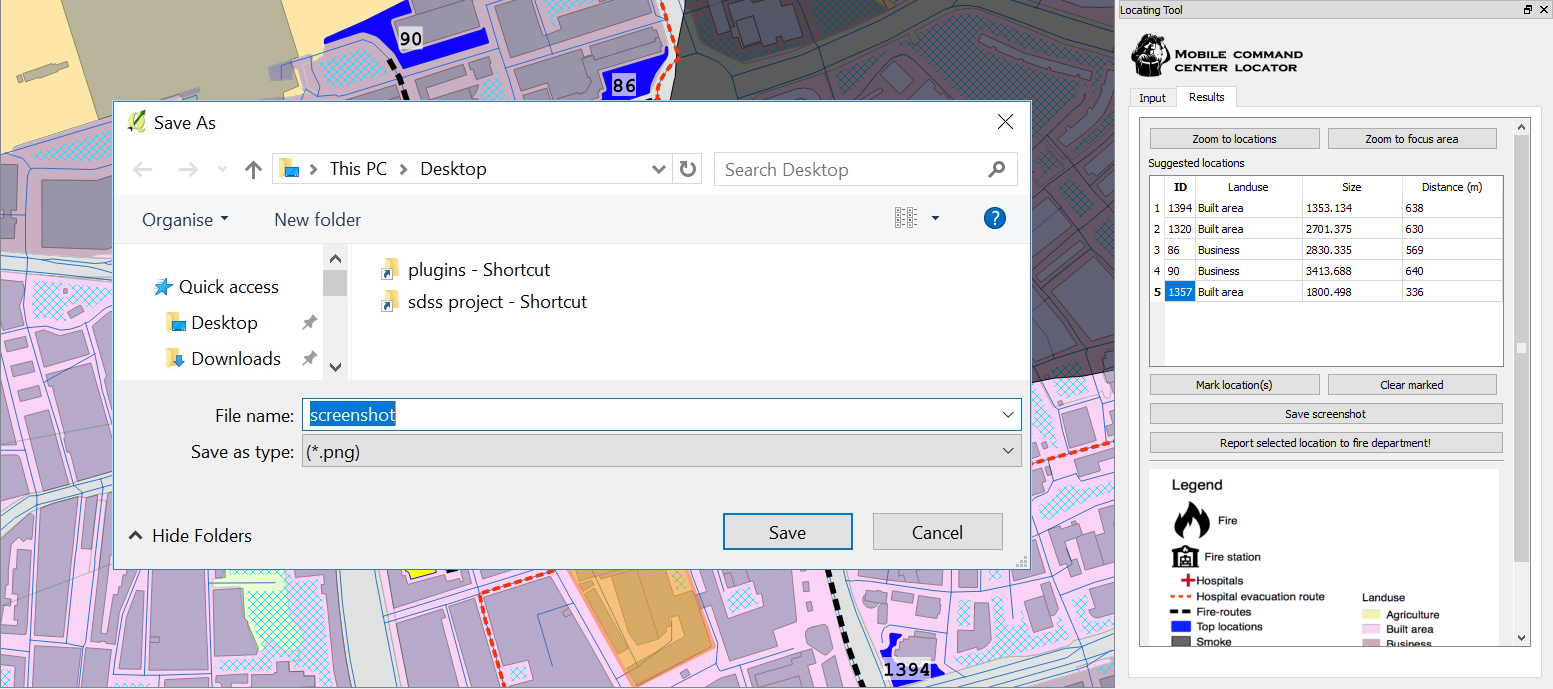 90
86
1394
Save As
This PC
Desktop
Search Desktop
Organise
New folder
?
Quick access
Desktop
Downloads
plugins - Shortcut
sdss project - Shortcut
File name: screenshot
Save as type: (*.png)
Hide Folders
Save
Cancel
Locating Tool
MOBILE COMMAND
CENTER LOCATOR
Input
Results
Zoom to locations
Zoom to focus area
Suggested locations
ID Landuse Size Distance (m)
1 1394 Built area 1353.134 638
2 1320 Built area 2701.375 630
3 86 Business 2830.335 569
4 90 Business 3413.688 640
5 1357 Built area 1800.498 336
Mark location(s)
Clear marked
Save screenshot
Report selected location to fire department!
Legend
Fire
Fire station
Hospitals
Hospital evacuation route
Fire-routes
Top locations
Smoke
Landuse
Agriculture
Built area
Business